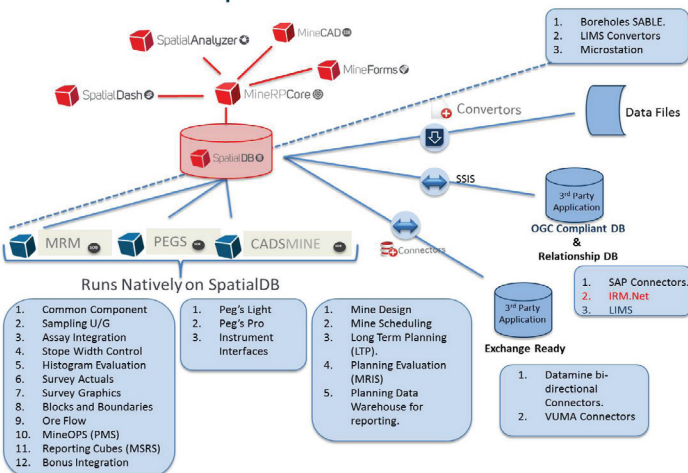 SpatialAnalyzer
MineCAD
MineForms
SpatialDash
MineRPCore
SpatialDB
1. Boreholes SABLE.
2. LIMS Convertors
3. Microstation
Convertors
Data Files
SSIS
3rd Party
Application
OGC Compliant DB
&
Relationship DB
Connectors
MRM
PEGS
CADSMINE
Runs Natively on SpatialDB
1. SAP Connectors.
2. IRM.Net
3. LIMS
3rd Party
Application
Exchange Ready
1. Common Component
2. Sampling U/G
3. Assay Integration
4. Stope Width Control
5. Histogram Evaluation
6. Survey Actuals
7. Survey Graphics
8. Blocks and Boundaries
9. Ore Flow
10. MineOPS (PMS)
11. Reporting Cubes (MSRS)
12. Bonus Integration
1. Peg's Light
2. Peg's Pro
3. Instrument
Interfaces
1. Mine Design
2. Mine Scheduling
3. Long Term Planning
(LTP).
4. Planning Evaluation
(MRIS)
5. Planning Data
Warehouse for
reporting.
1. Datamine bi-
directional
Connectors.
2. VUMA Connectors